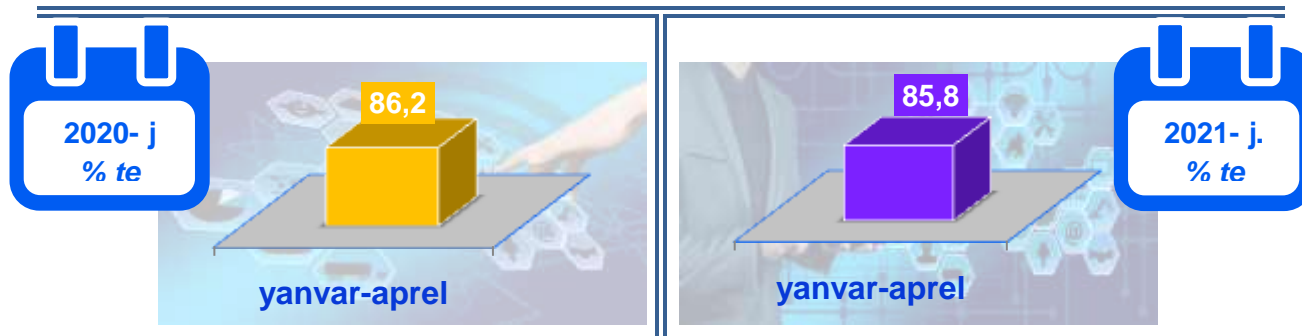 86,2
2020- j
% te
yanvar-aprel
85,8
2021- j.
% te
yanvar-aprel